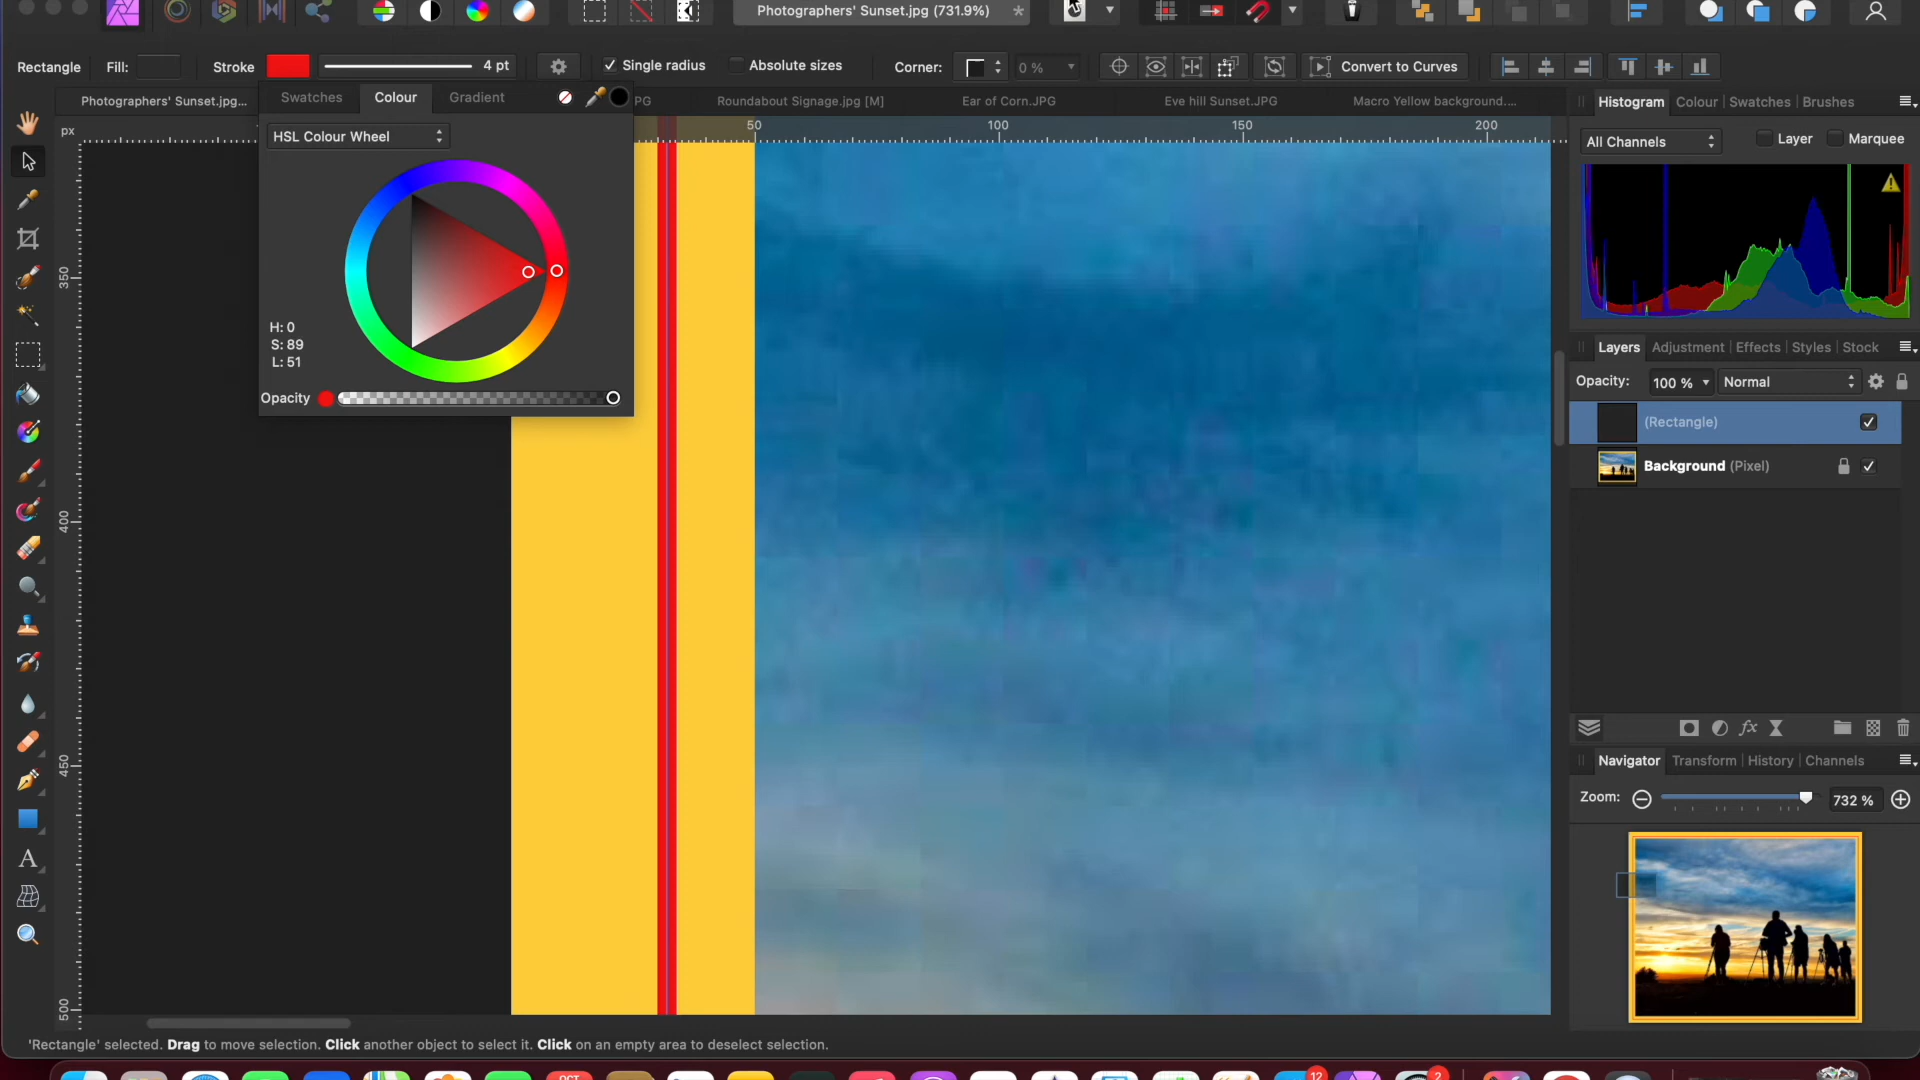 Photographers' Sunset.jpg (731.9%) *
Rectangle Fill: Stroke 4 pt Single radius Absolute sizes Corner: 0 % Convert to Curves
Photographers' Sunset.jpg... PG Roundabout Signage.jpg [M] Ear of Corn.JPG Eve hill Sunset.JPG Macro Yellow background....
Swatches Colour Gradient
px 50 100 150 200
HSL Colour Wheel
H: 0
S: 89
L: 51
Opacity
350
400
450
500
Histogram Colour Swatches Brushes
All Channels Layer Marquee
Layers Adjustment Effects Styles Stock
Opacity: 100 % Normal
(Rectangle)
Background (Pixel)
fx
Navigator Transform History Channels
Zoom: 732 %
A
'Rectangle' selected. Drag to move selection. Click another object to select it. Click on an empty area to deselect selection.
OCT 12 2